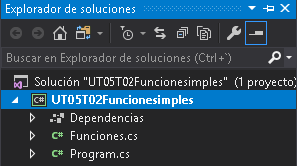 Explorador de soluciones
Buscar en Explorador de soluciones (Ctrl+`)
Solución "UT05T02Funcionesimples" (1 proyecto)
C# UT05T02Funcionesimples
Dependencias
C# Funciones.cs
C# Program.cs